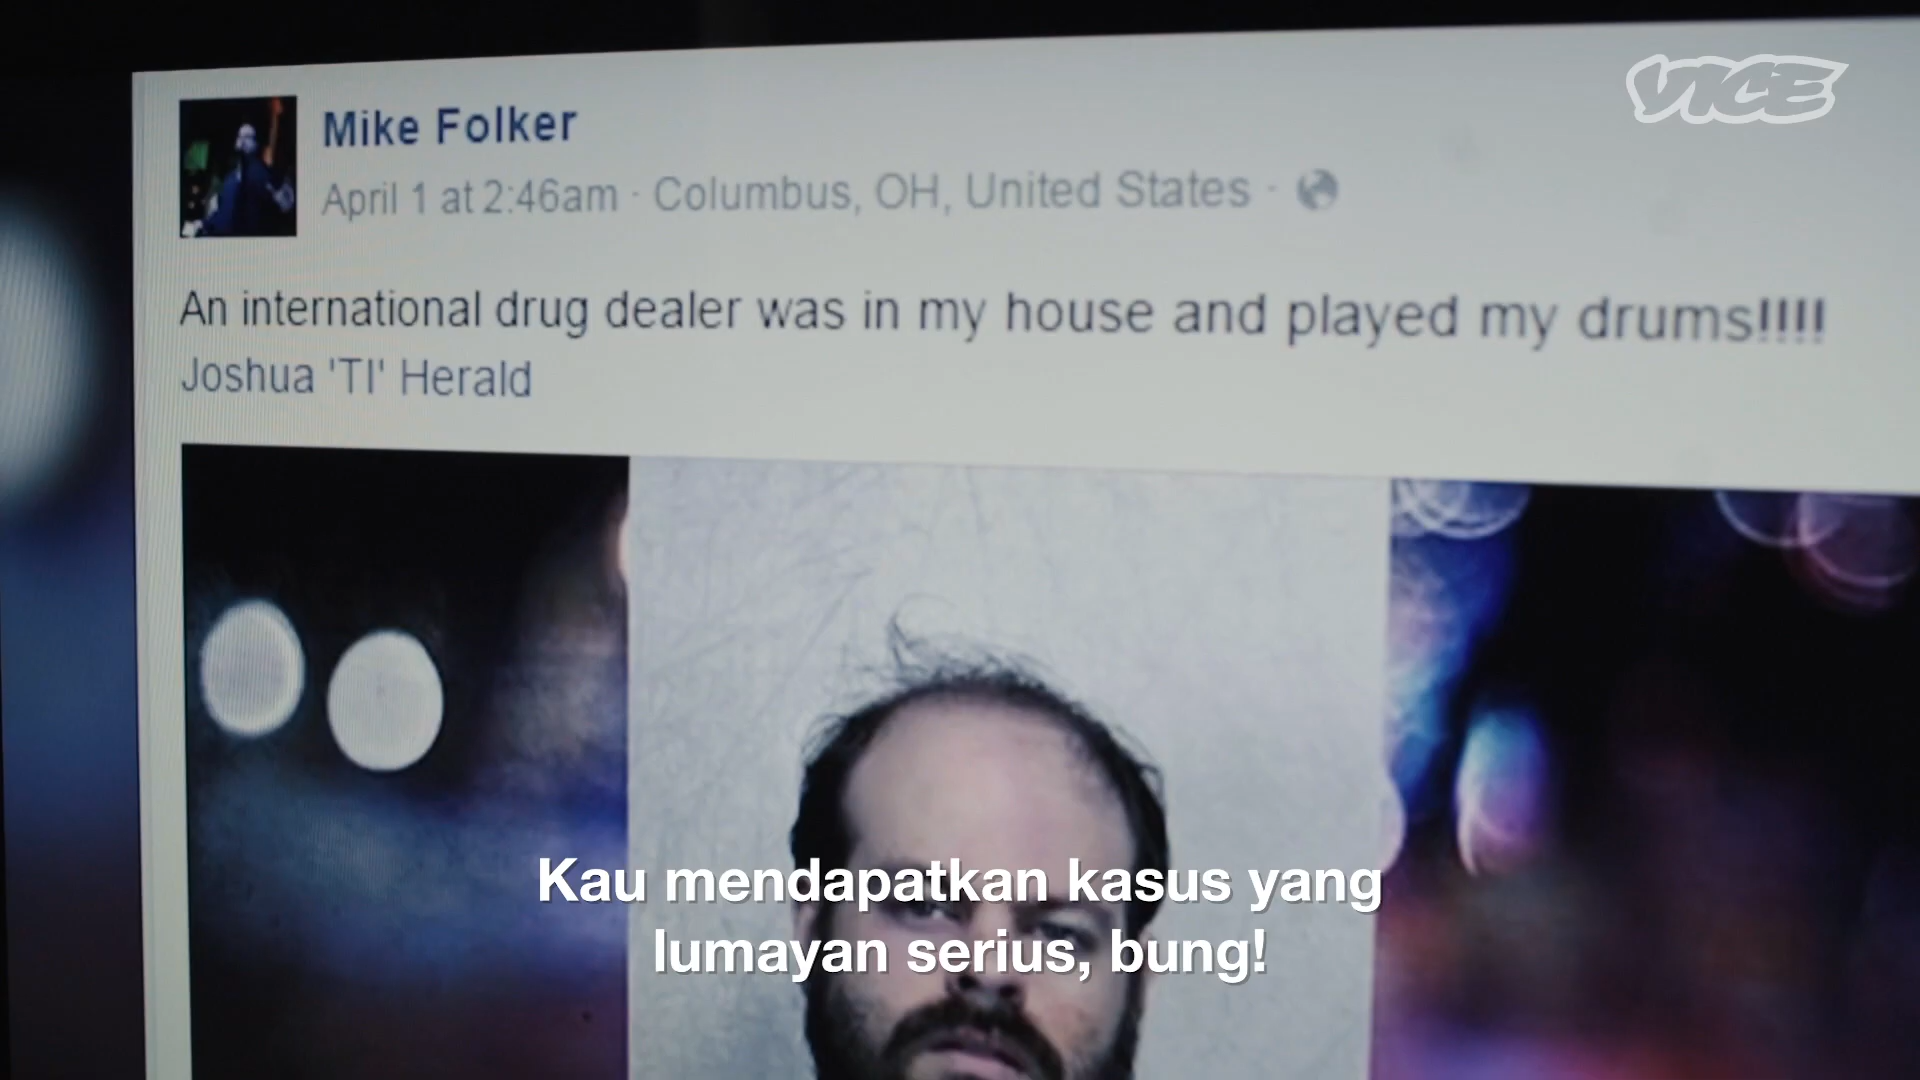 VICE
Mike Folker
April 1 at 2:46am · Columbus, OH, United States ·
An international drug dealer was in my house and played my drums!!!!
Joshua 'TI' Herald
Kau mendapatkan kasus yang
lumayan serius, bung!